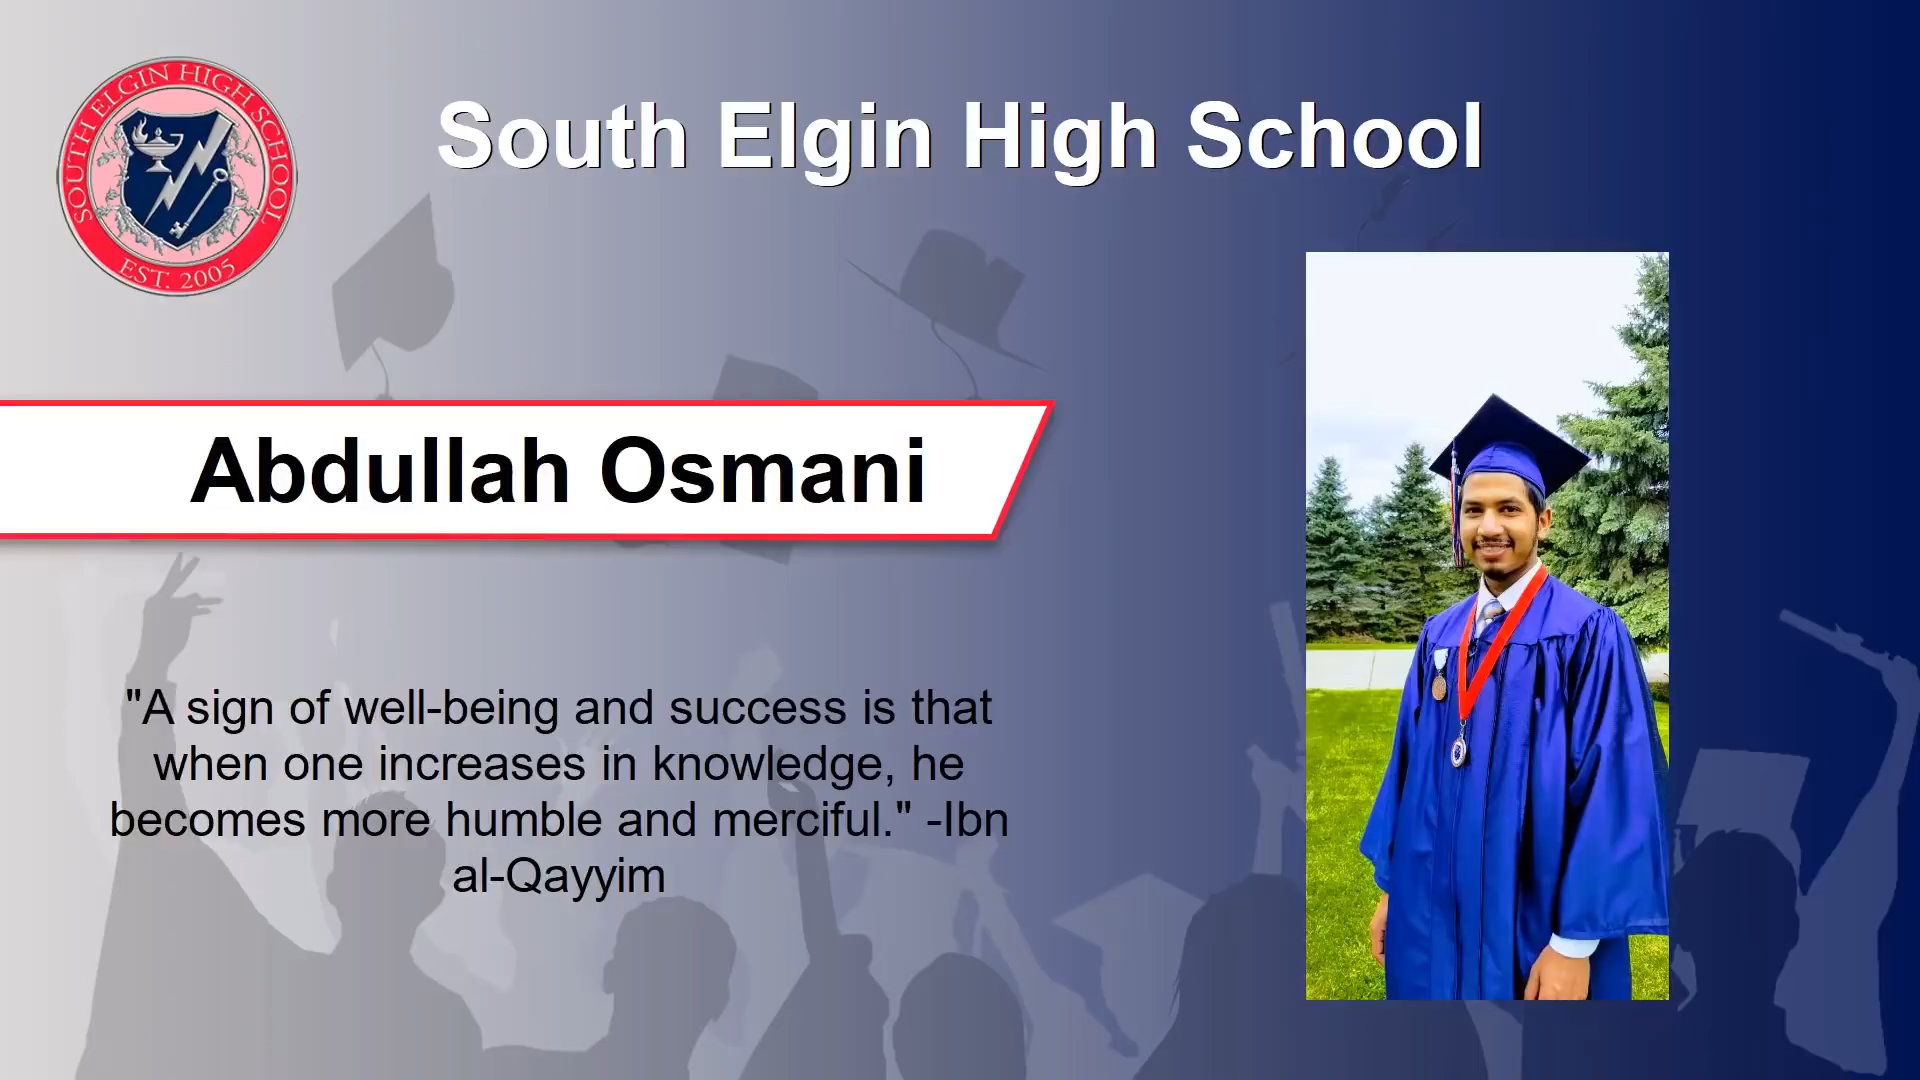 SOUTH ELGIN HIGH SCHOOL
EST. 2005
South Elgin High School
Abdullah Osmani
"A sign of well-being and success is that
when one increases in knowledge, he
becomes more humble and merciful." -Ibn
al-Qayyim